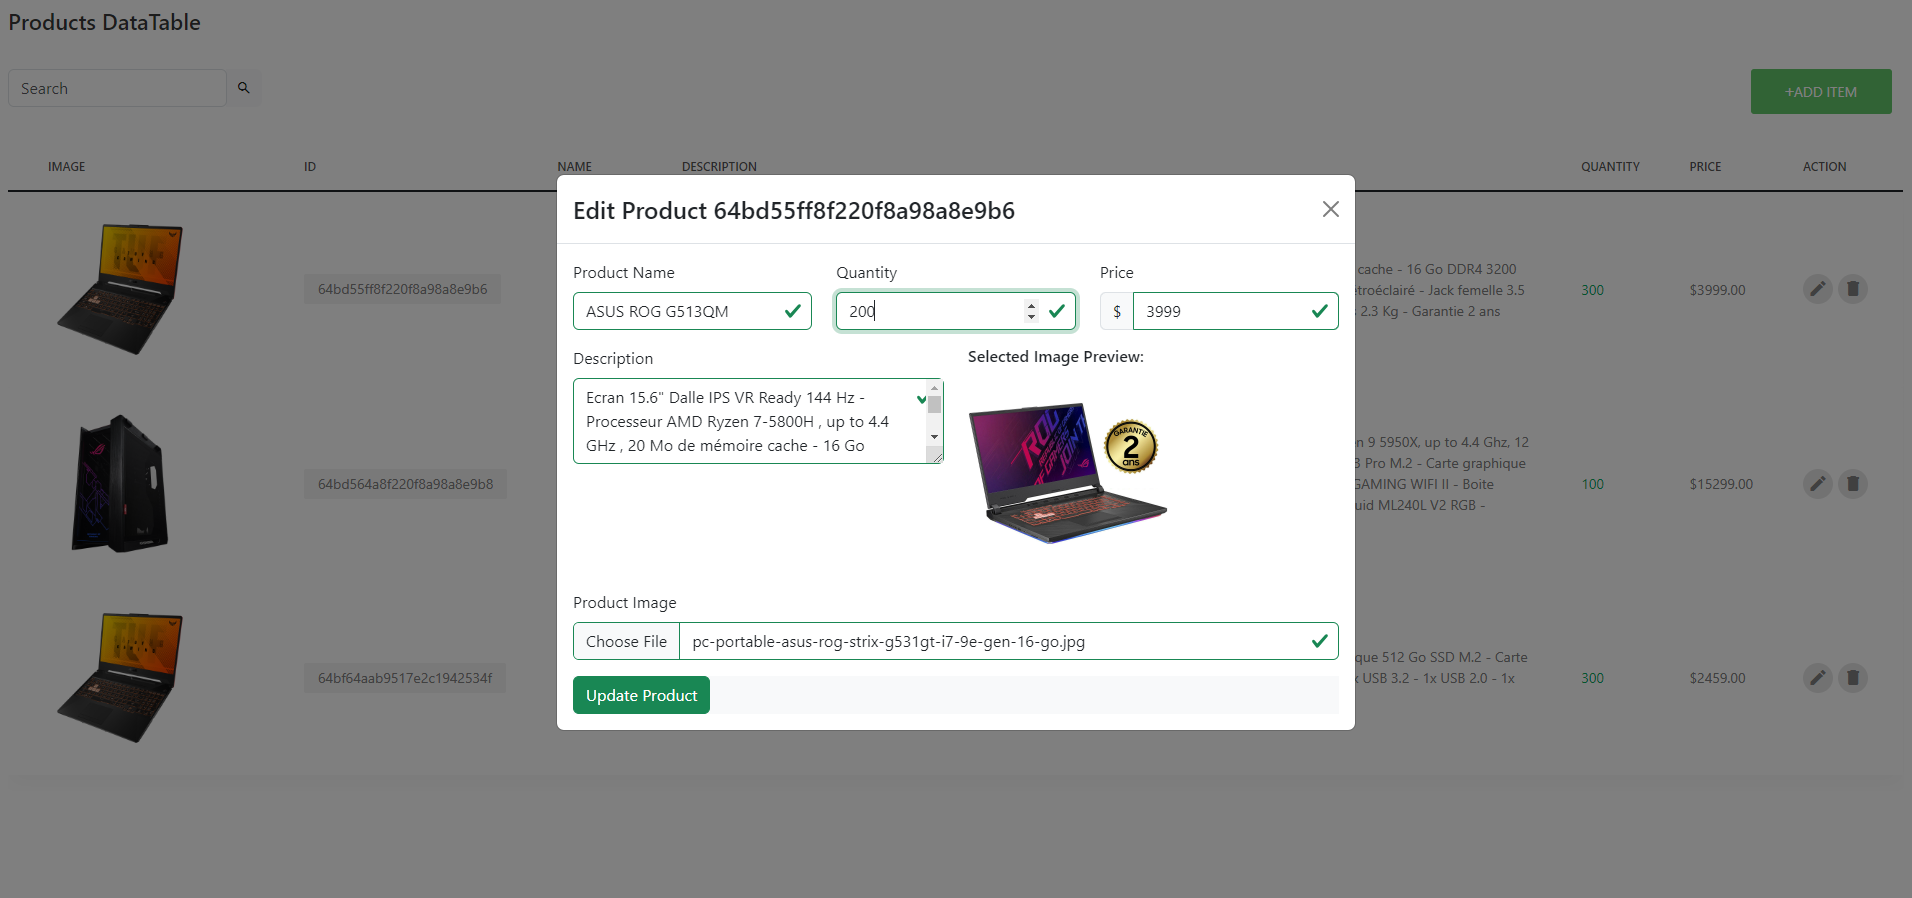 Products DataTable
Search
+ADD ITEM
IMAGE
ID
NAME
DESCRIPTION
QUANTITY
PRICE
ACTION
64bd55ff8f220f8a98a8e9b6
cache - 16 Go DDR4 3200
troéclairé - Jack femelle 3.5
2.3 Kg - Garantie 2 ans
300
$3999.00
64bd564a8f220f8a98a8e9b8
n 9 5950X, up to 4.4 Ghz, 12
3 Pro M.2 - Carte graphique
GAMING WIFI II - Boite
uid ML240L V2 RGB -
100
$15299.00
64bf64aab9517e2c1942534f
que 512 Go SSD M.2 - Carte
x USB 3.2 - 1x USB 2.0 - 1x
300
$2459.00
Edit Product 64bd55ff8f220f8a98a8e9b6
Product Name
Quantity
Price
ASUS ROG G513QM
200
$
3999
Description
Ecran 15.6" Dalle IPS VR Ready 144 Hz -
Processeur AMD Ryzen 7-5800H , up to 4.4
GHz , 20 Mo de mémoire cache - 16 Go
Selected Image Preview:
GARANTIE
2
ans
Product Image
Choose File
pc-portable-asus-rog-strix-g531gt-i7-9e-gen-16-go.jpg
Update Product